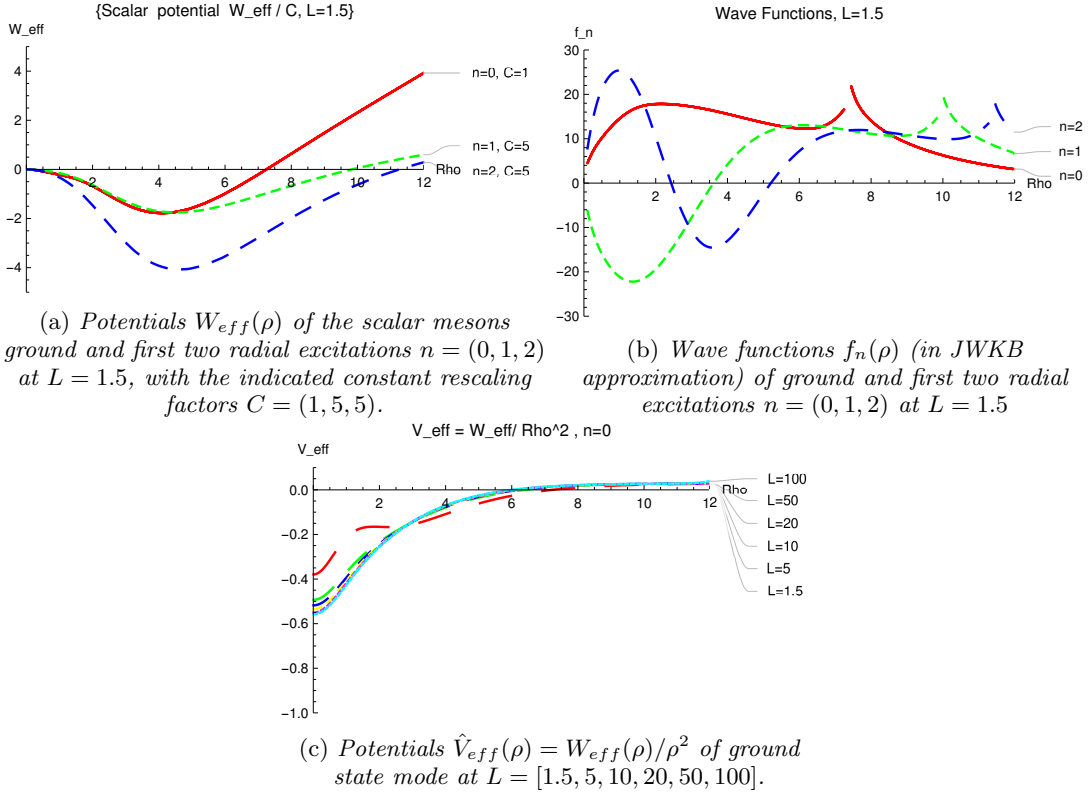 {Scalar potential W_eff / C, L=1.5}
W_eff
4
2
0
-2
-4
2
4
6
8
10
12
Rho
n=0, C=1
n=1, C=5
n=2, C=5
(a) Potentials W_{eff}(ρ) of the scalar mesons
ground and first two radial excitations n = (0, 1, 2)
at L = 1.5, with the indicated constant rescaling
factors C = (1, 5, 5).
Wave Functions, L=1.5
f_n
30
20
10
0
-10
-20
-30
2
4
6
8
10
12
Rho
n=2
n=1
n=0
(b) Wave functions f_n(ρ) (in JWKB
approximation) of ground and first two radial
excitations n = (0, 1, 2) at L = 1.5
V_eff = W_eff/ Rho^2 , n=0
V_eff
0.0
-0.2
-0.4
-0.6
-0.8
-1.0
2
4
6
8
10
12
Rho
L=100
L=50
L=20
L=10
L=5
L=1.5
(c) Potentials V̂_{eff}(ρ) = W_{eff}(ρ)/ρ² of ground
state mode at L = [1.5, 5, 10, 20, 50, 100].